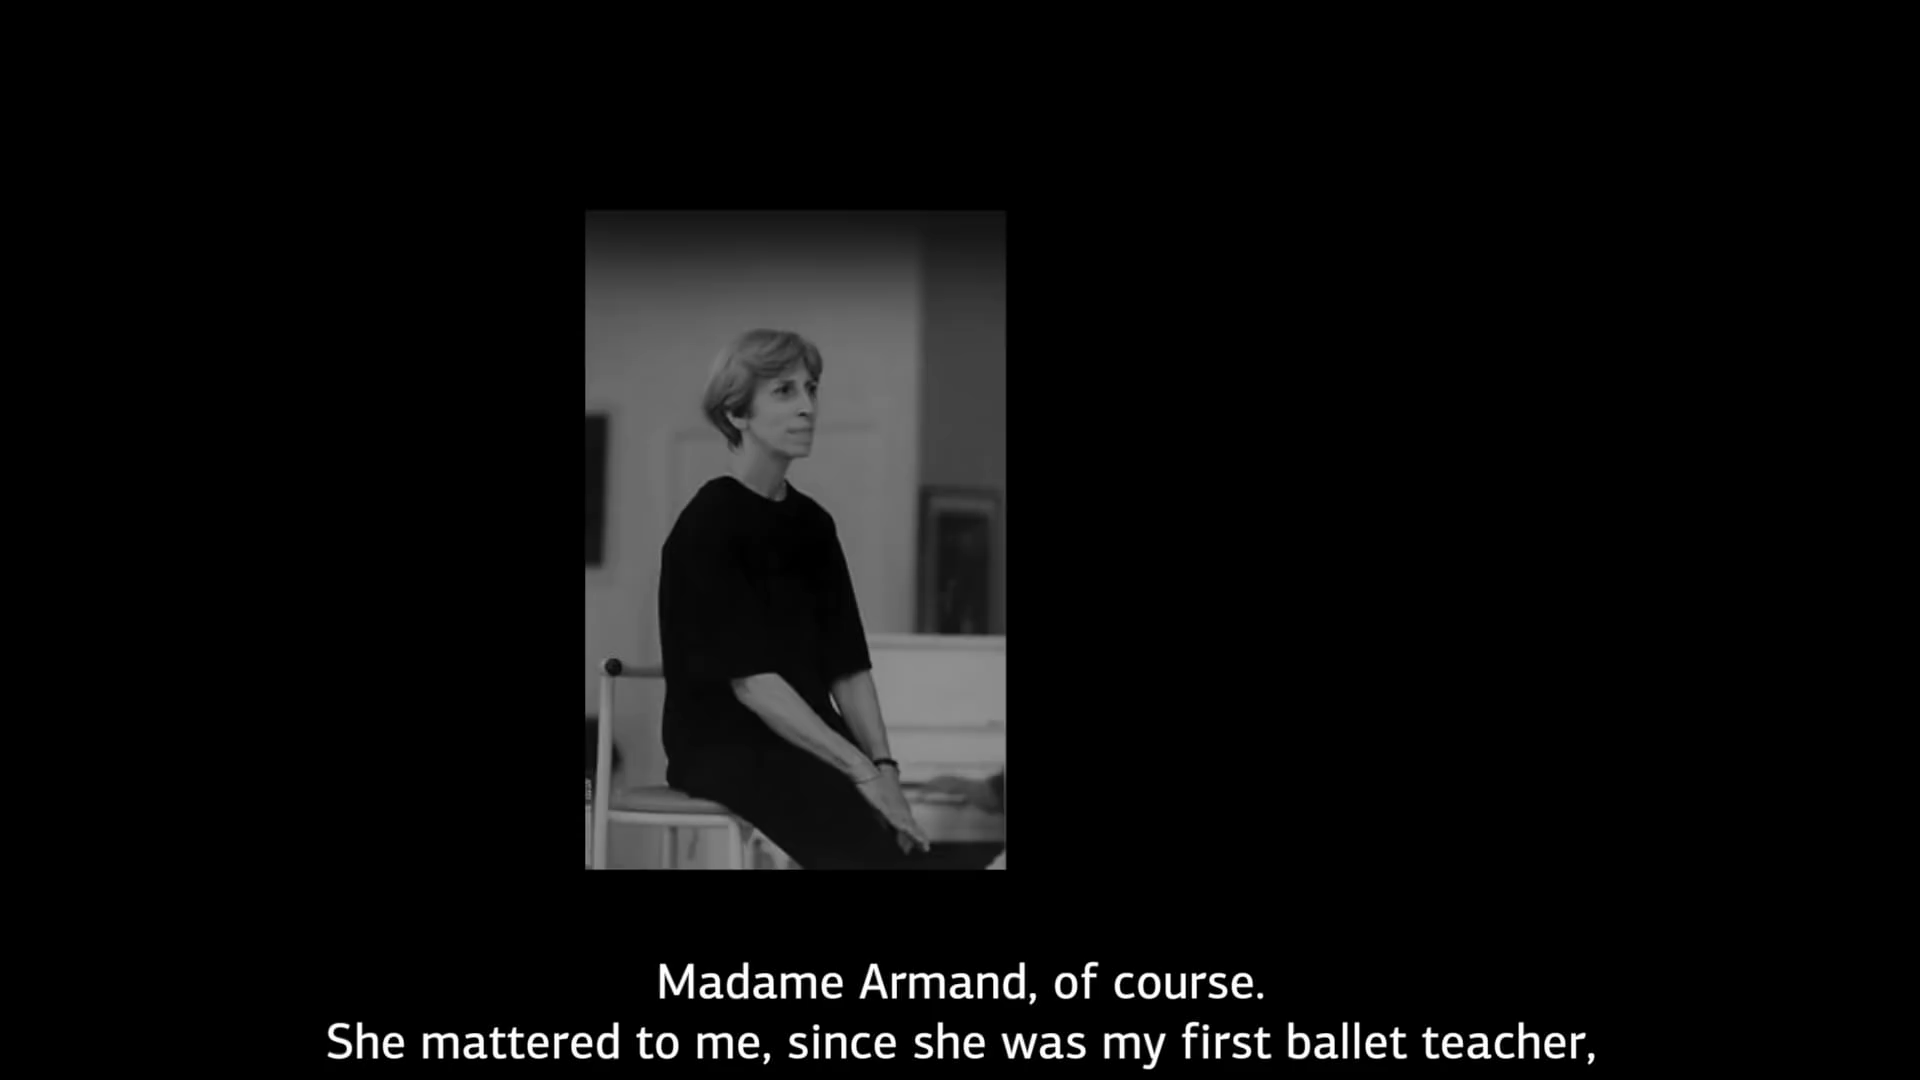 Madame Armand, of course.
She mattered to me, since she was my first ballet teacher,